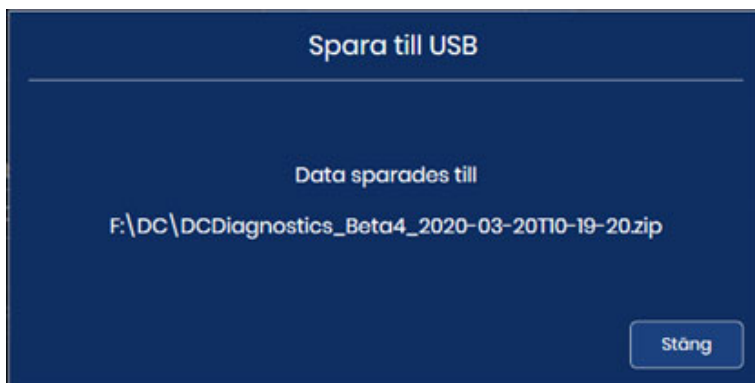 Spara till USB
Data sparades till
F:\DC\DCDiagnostics_Beta4_2020-03-20T10-19-20.zip
Stäng